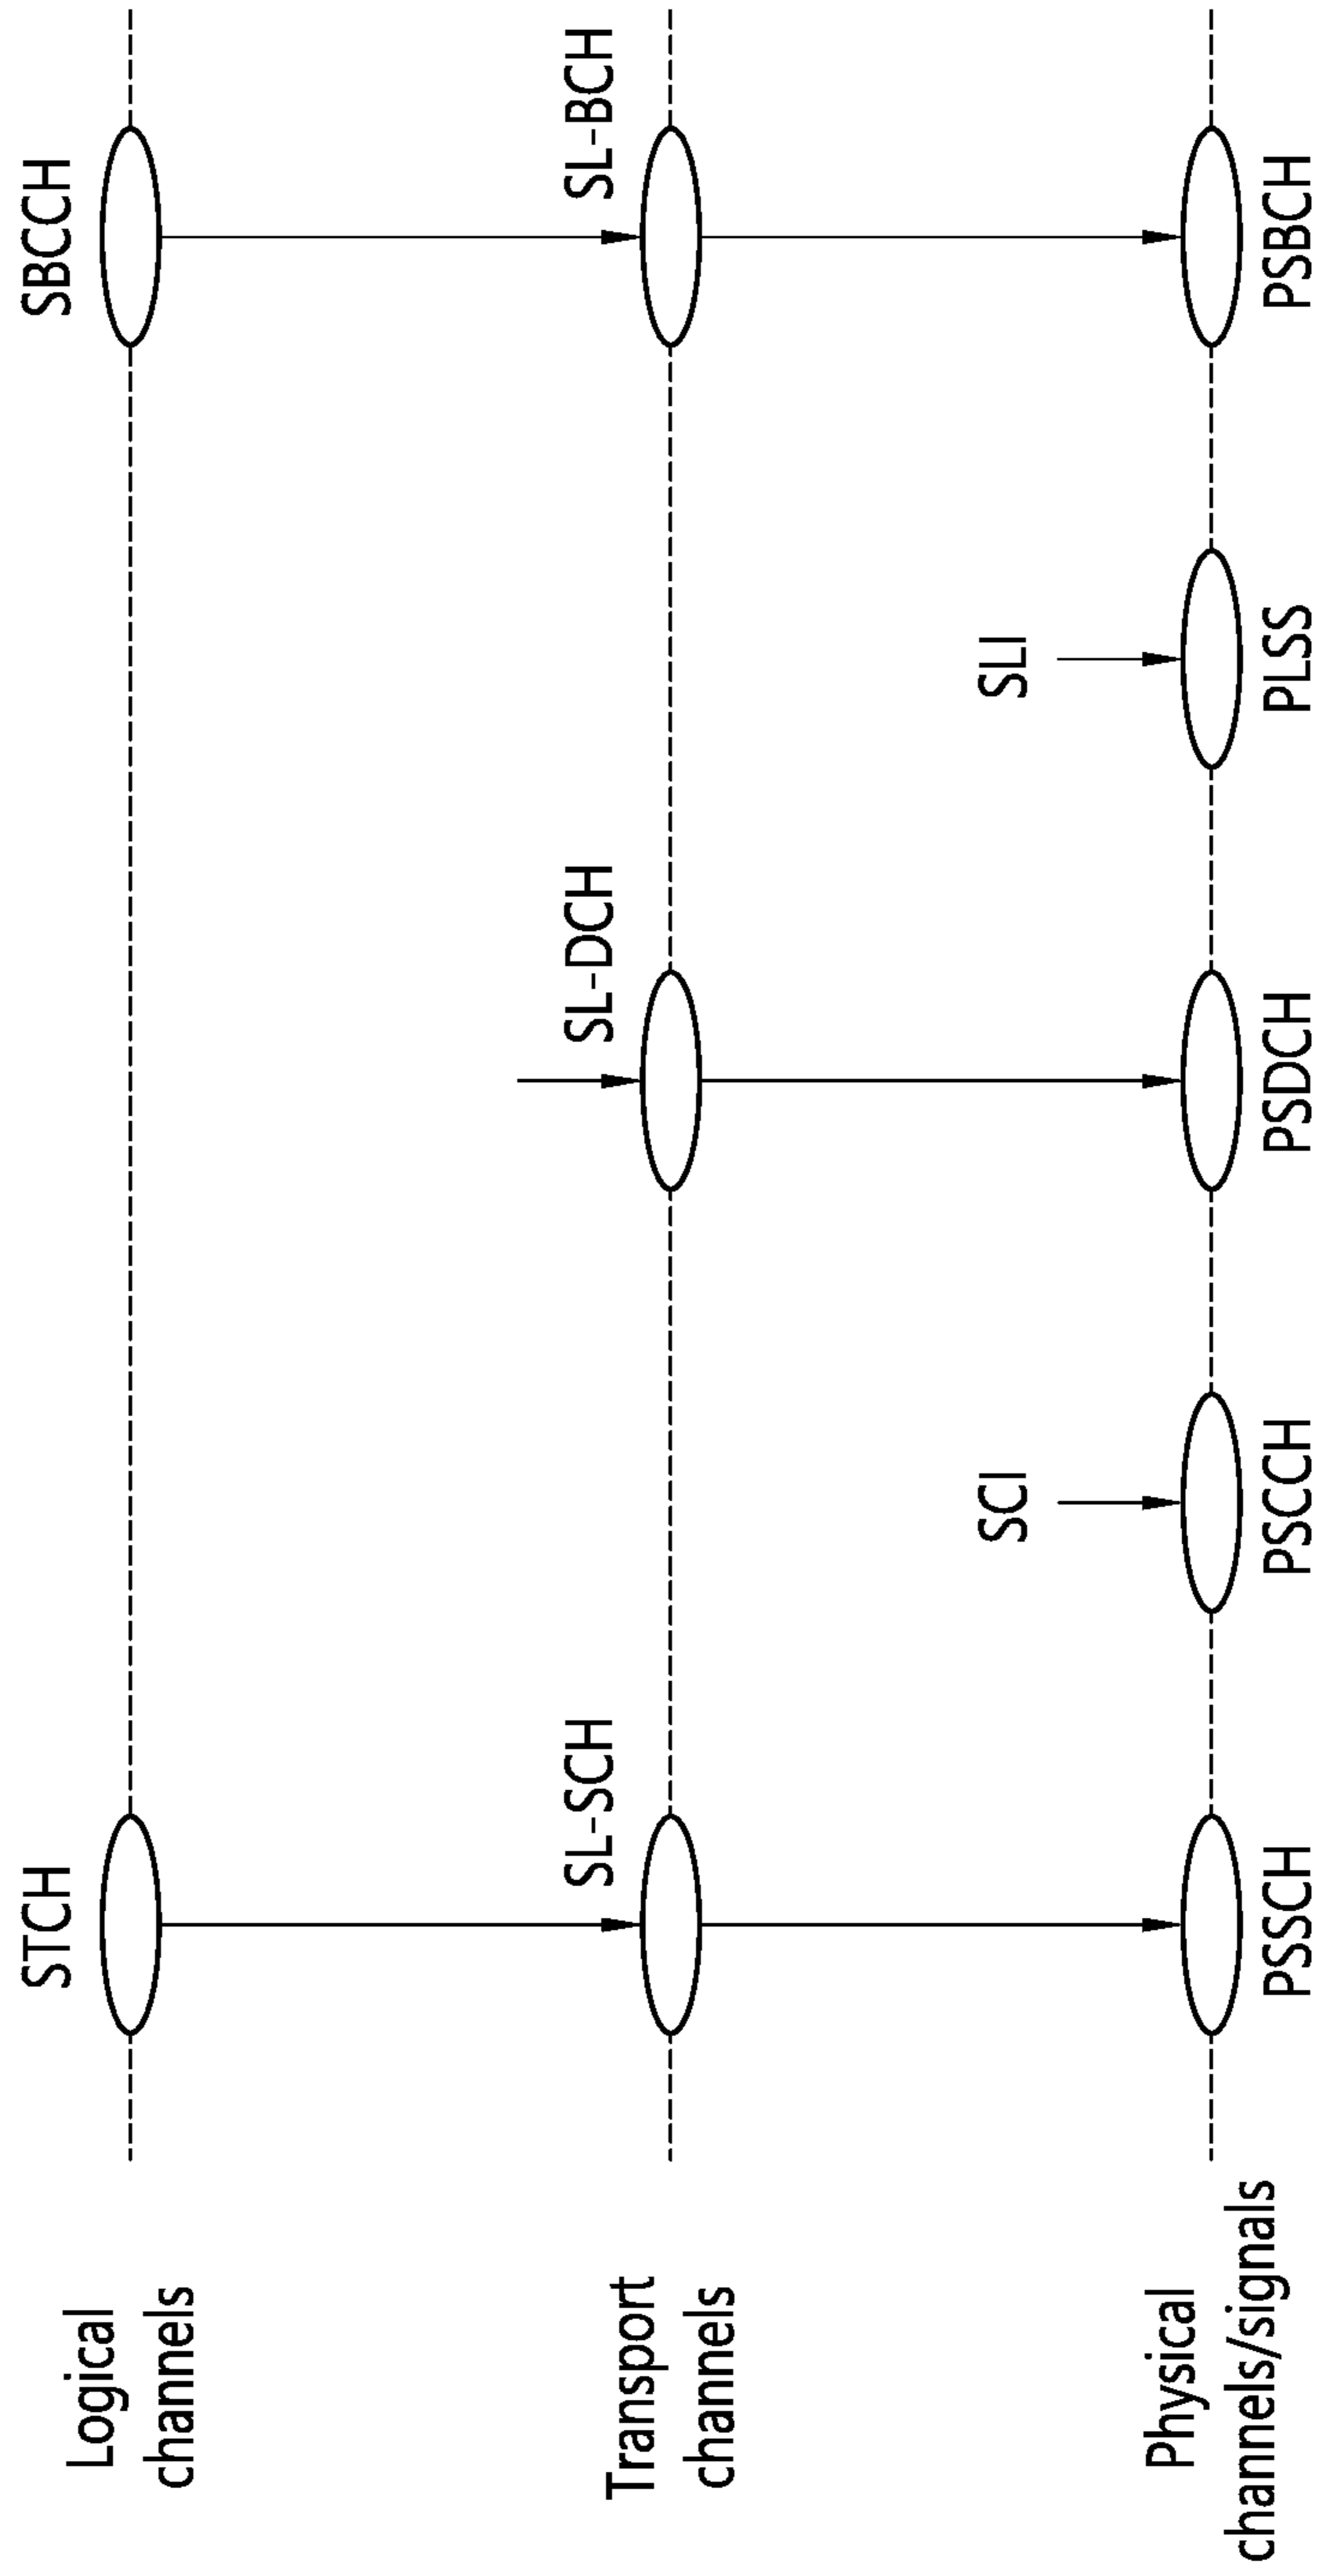 STCH
SBCCH
Logical
channels
SL-SCH
SL-DCH
SL-BCH
Transport
channels
SCI
SLI
Physical
channels/signals
PSSCH
PSCCH
PSDCH
PLSS
PSBCH